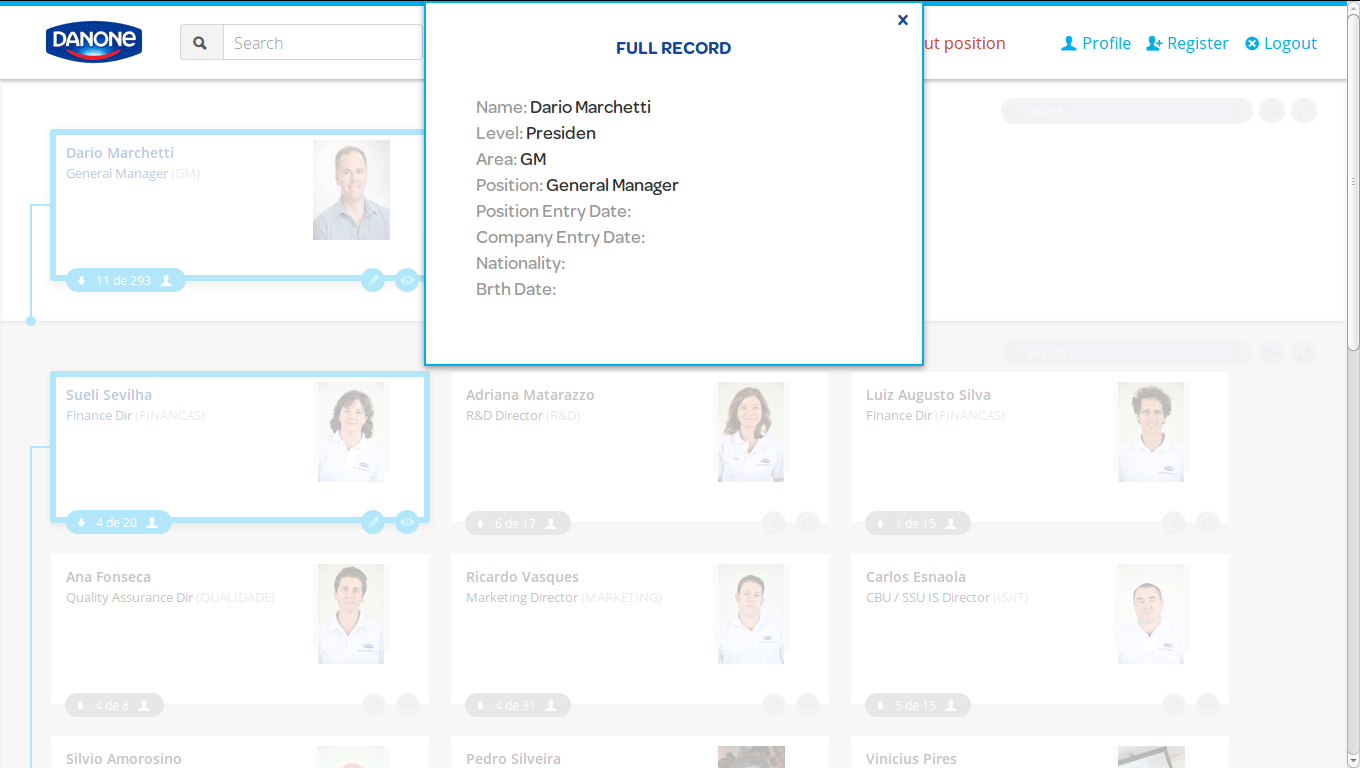 DANONE
Search
ut position
Profile
Register
Logout
x
FULL RECORD
Name: Dario Marchetti
Level: Presiden
Area: GM
Position: General Manager
Position Entry Date:
Company Entry Date:
Nationality:
Brth Date:
Search
Dario Marchetti
General Manager (GM)
11 de 293
Search
Sueli Sevilha
Finance Dir (FINANCAS)
4 de 20
Adriana Matarazzo
R&D Director (R&D)
6 de 17
Luiz Augusto Silva
Finance Dir (FINANCAS)
1 de 15
Ana Fonseca
Quality Assurance Dir (QUALIDADE)
4 de 8
Ricardo Vasques
Marketing Director (MARKETING)
4 de 31
Carlos Esnaola
CBU / SSU IS Director (IS/IT)
5 de 15
Silvio Amorosino
Pedro Silveira
Vinicius Pires